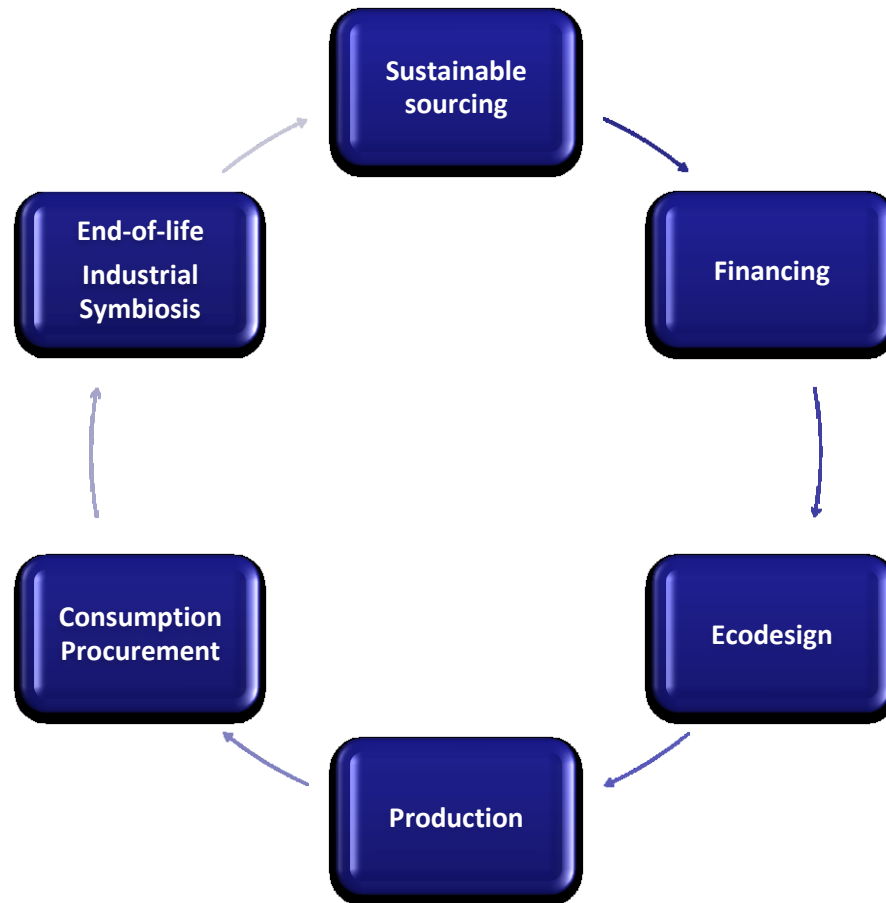 Sustainable
sourcing
Financing
Ecodesign
Production
Consumption
Procurement
End-of-life
Industrial
Symbiosis